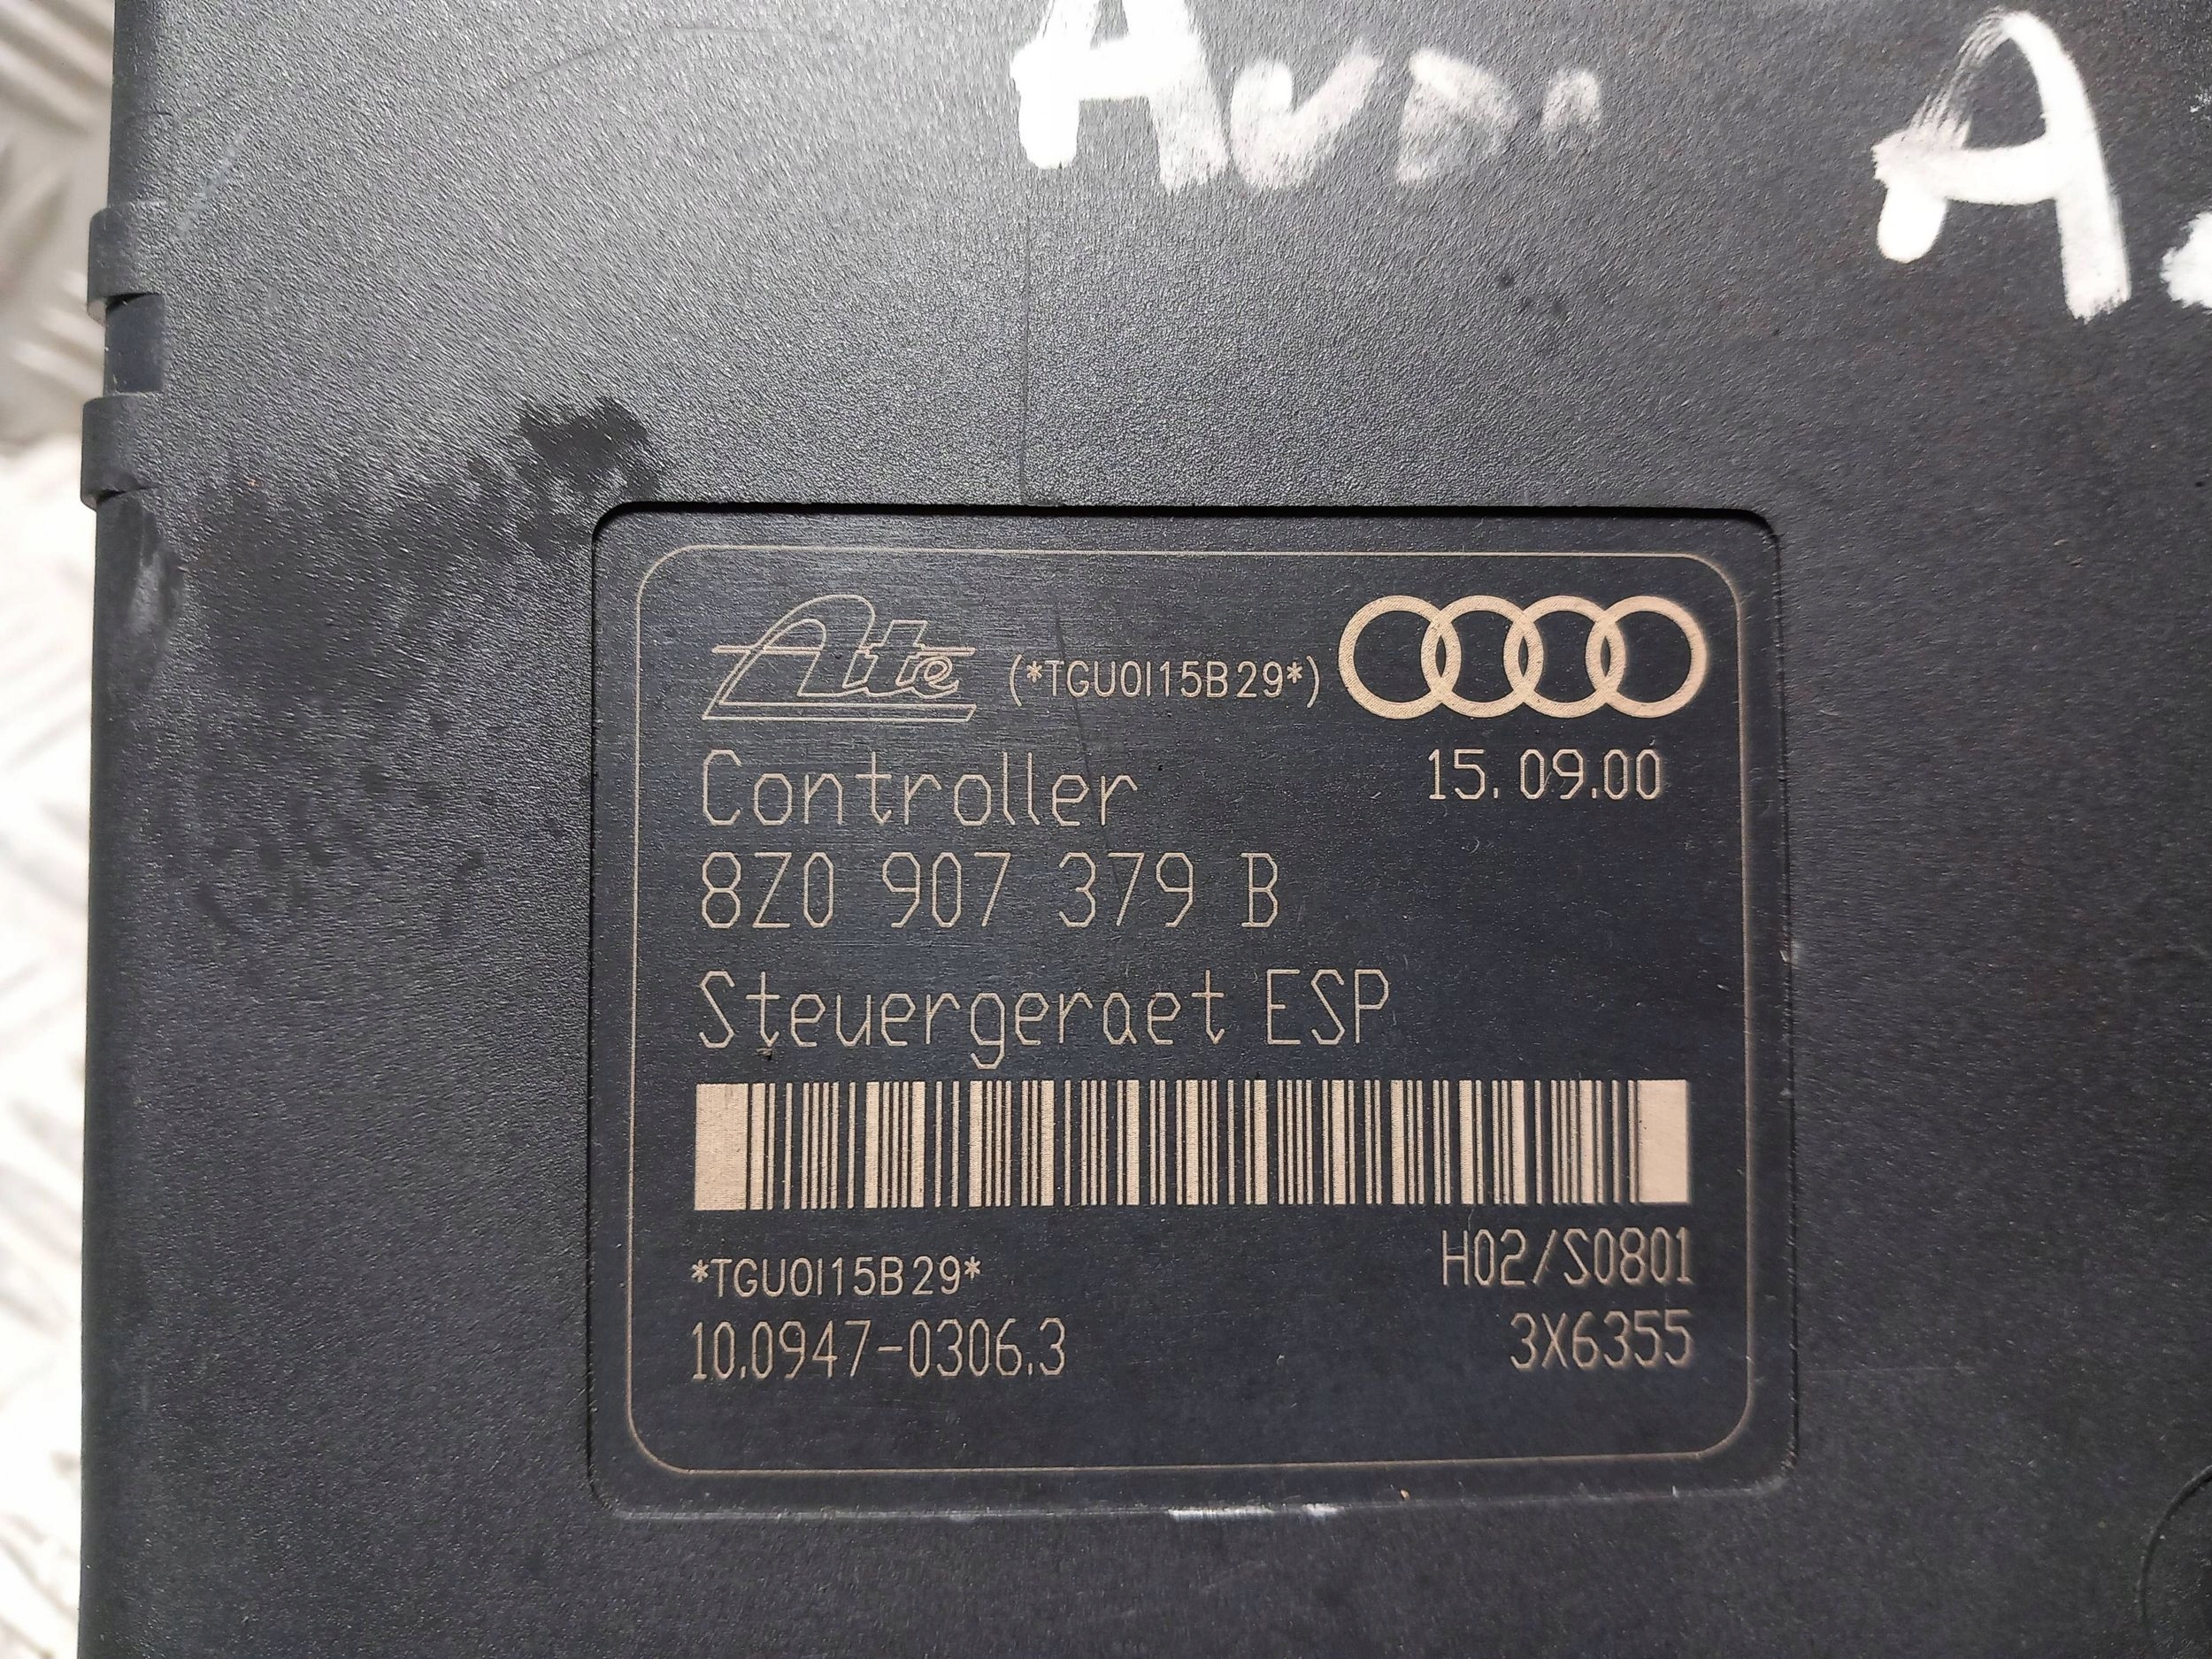 Audi A
Ate (*TGU0I15B29*)
15.09.00
Controller
8Z0 907 379 B
Steuergeraet ESP
*TGU0I15B29*
H02/S0801
10.0947-0306.3
3X6355